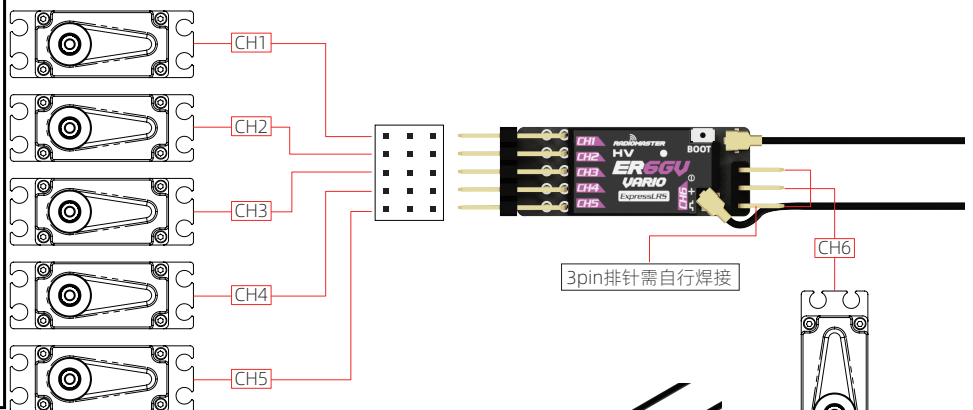 CH1
CH2
CH3
CH4
CH5
CH1
CH2
CH3
CH4
CH5
RADIOMASTER
HV
ER6GV
VARIO
ExpressLRS
BOOT
CH6
3pin排针需自行焊接
CH6